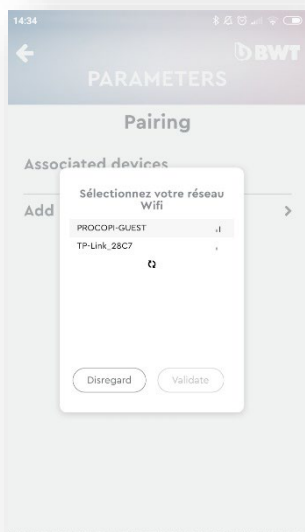 14:34
BWT
PARAMETERS
Pairing
Associated devices
Add
Sélectionnez votre réseau
Wifi
PROCOPI-GUEST
TP-Link_28C7
Disregard
Validate